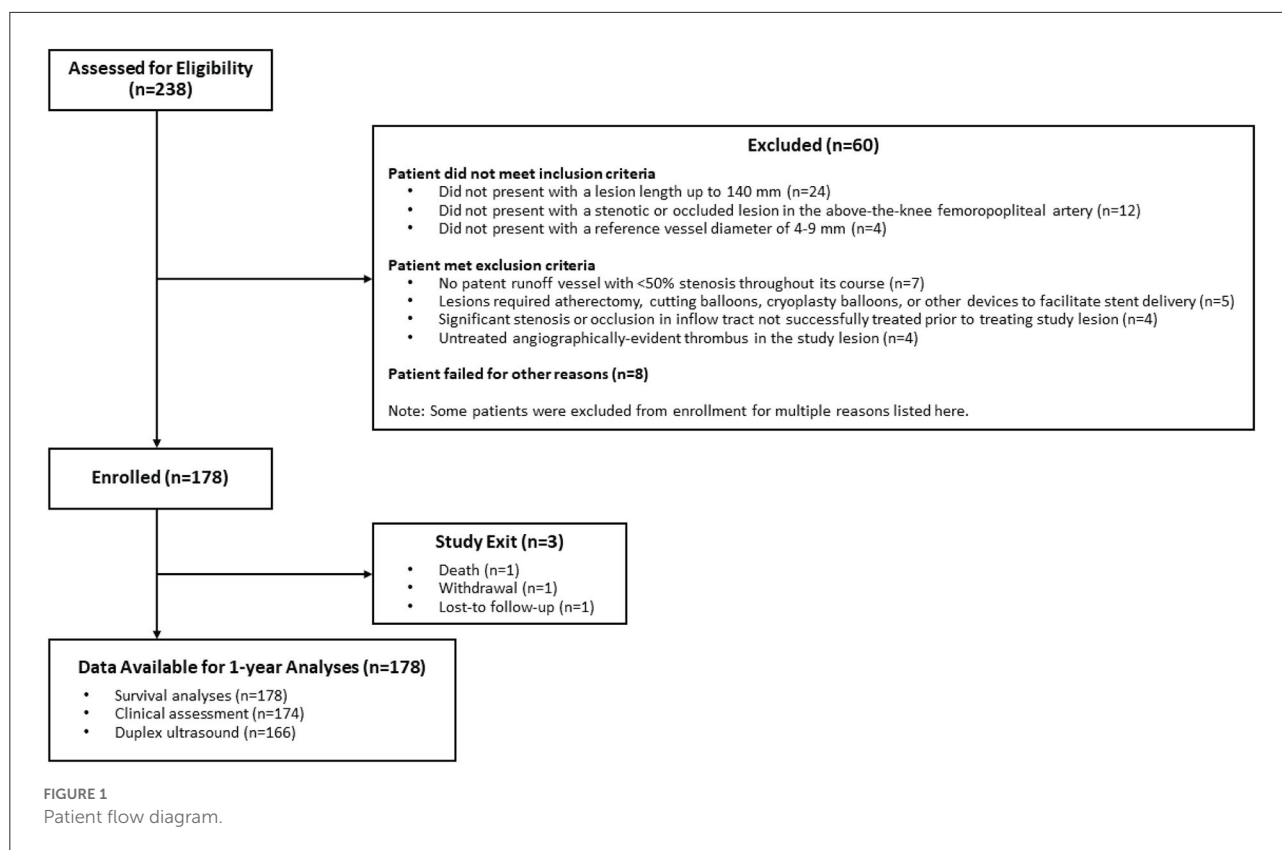 Assessed for Eligibility
(n=238)
Excluded (n=60)
Patient did not meet inclusion criteria
• Did not present with a lesion length up to 140 mm (n=24)
• Did not present with a stenotic or occluded lesion in the above-the-knee femoropopliteal artery (n=12)
• Did not present with a reference vessel diameter of 4-9 mm (n=4)
Patient met exclusion criteria
• No patent runoff vessel with <50% stenosis throughout its course (n=7)
• Lesions required atherectomy, cutting balloons, cryoplasty balloons, or other devices to facilitate stent delivery (n=5)
• Significant stenosis or occlusion in inflow tract not successfully treated prior to treating study lesion (n=4)
• Untreated angiographically-evident thrombus in the study lesion (n=4)
Patient failed for other reasons (n=8)
Note: Some patients were excluded from enrollment for multiple reasons listed here.
Enrolled (n=178)
Study Exit (n=3)
• Death (n=1)
• Withdrawal (n=1)
• Lost-to follow-up (n=1)
Data Available for 1-year Analyses (n=178)
• Survival analyses (n=178)
• Clinical assessment (n=174)
• Duplex ultrasound (n=166)
FIGURE 1
Patient flow diagram.